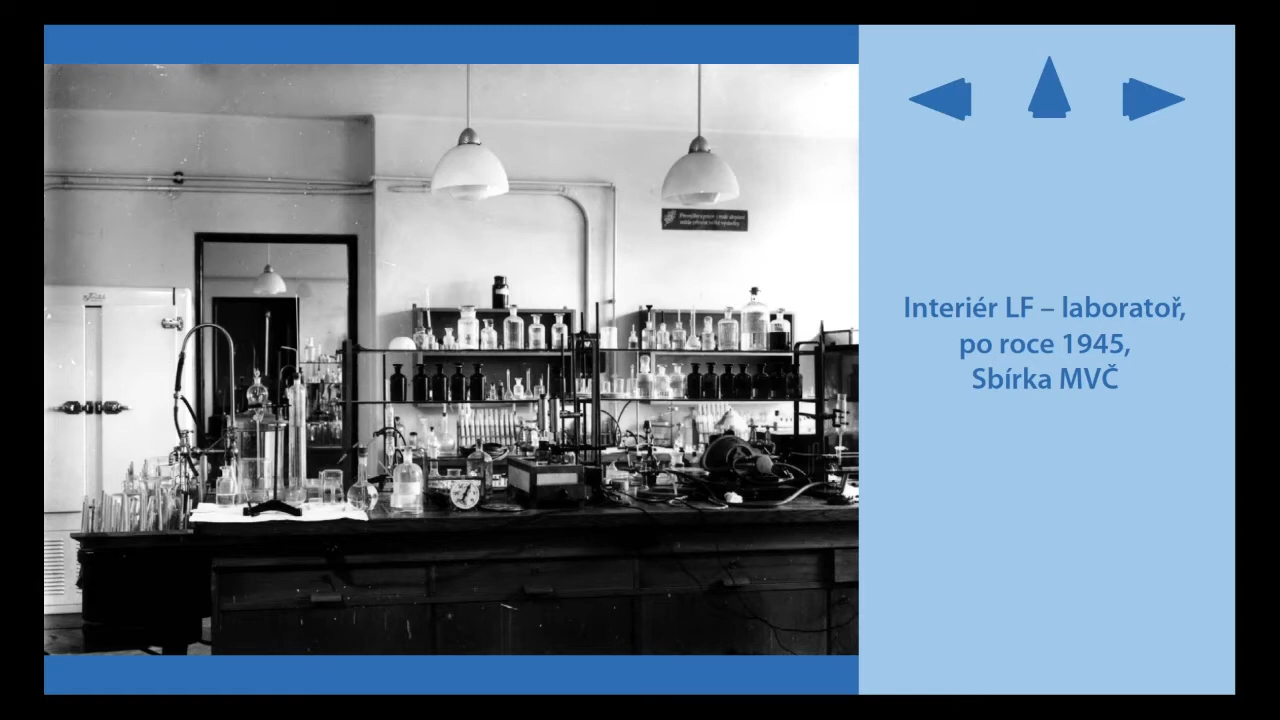 Interiér LF – laboratoř,
po roce 1945,
Sbírka MVČ